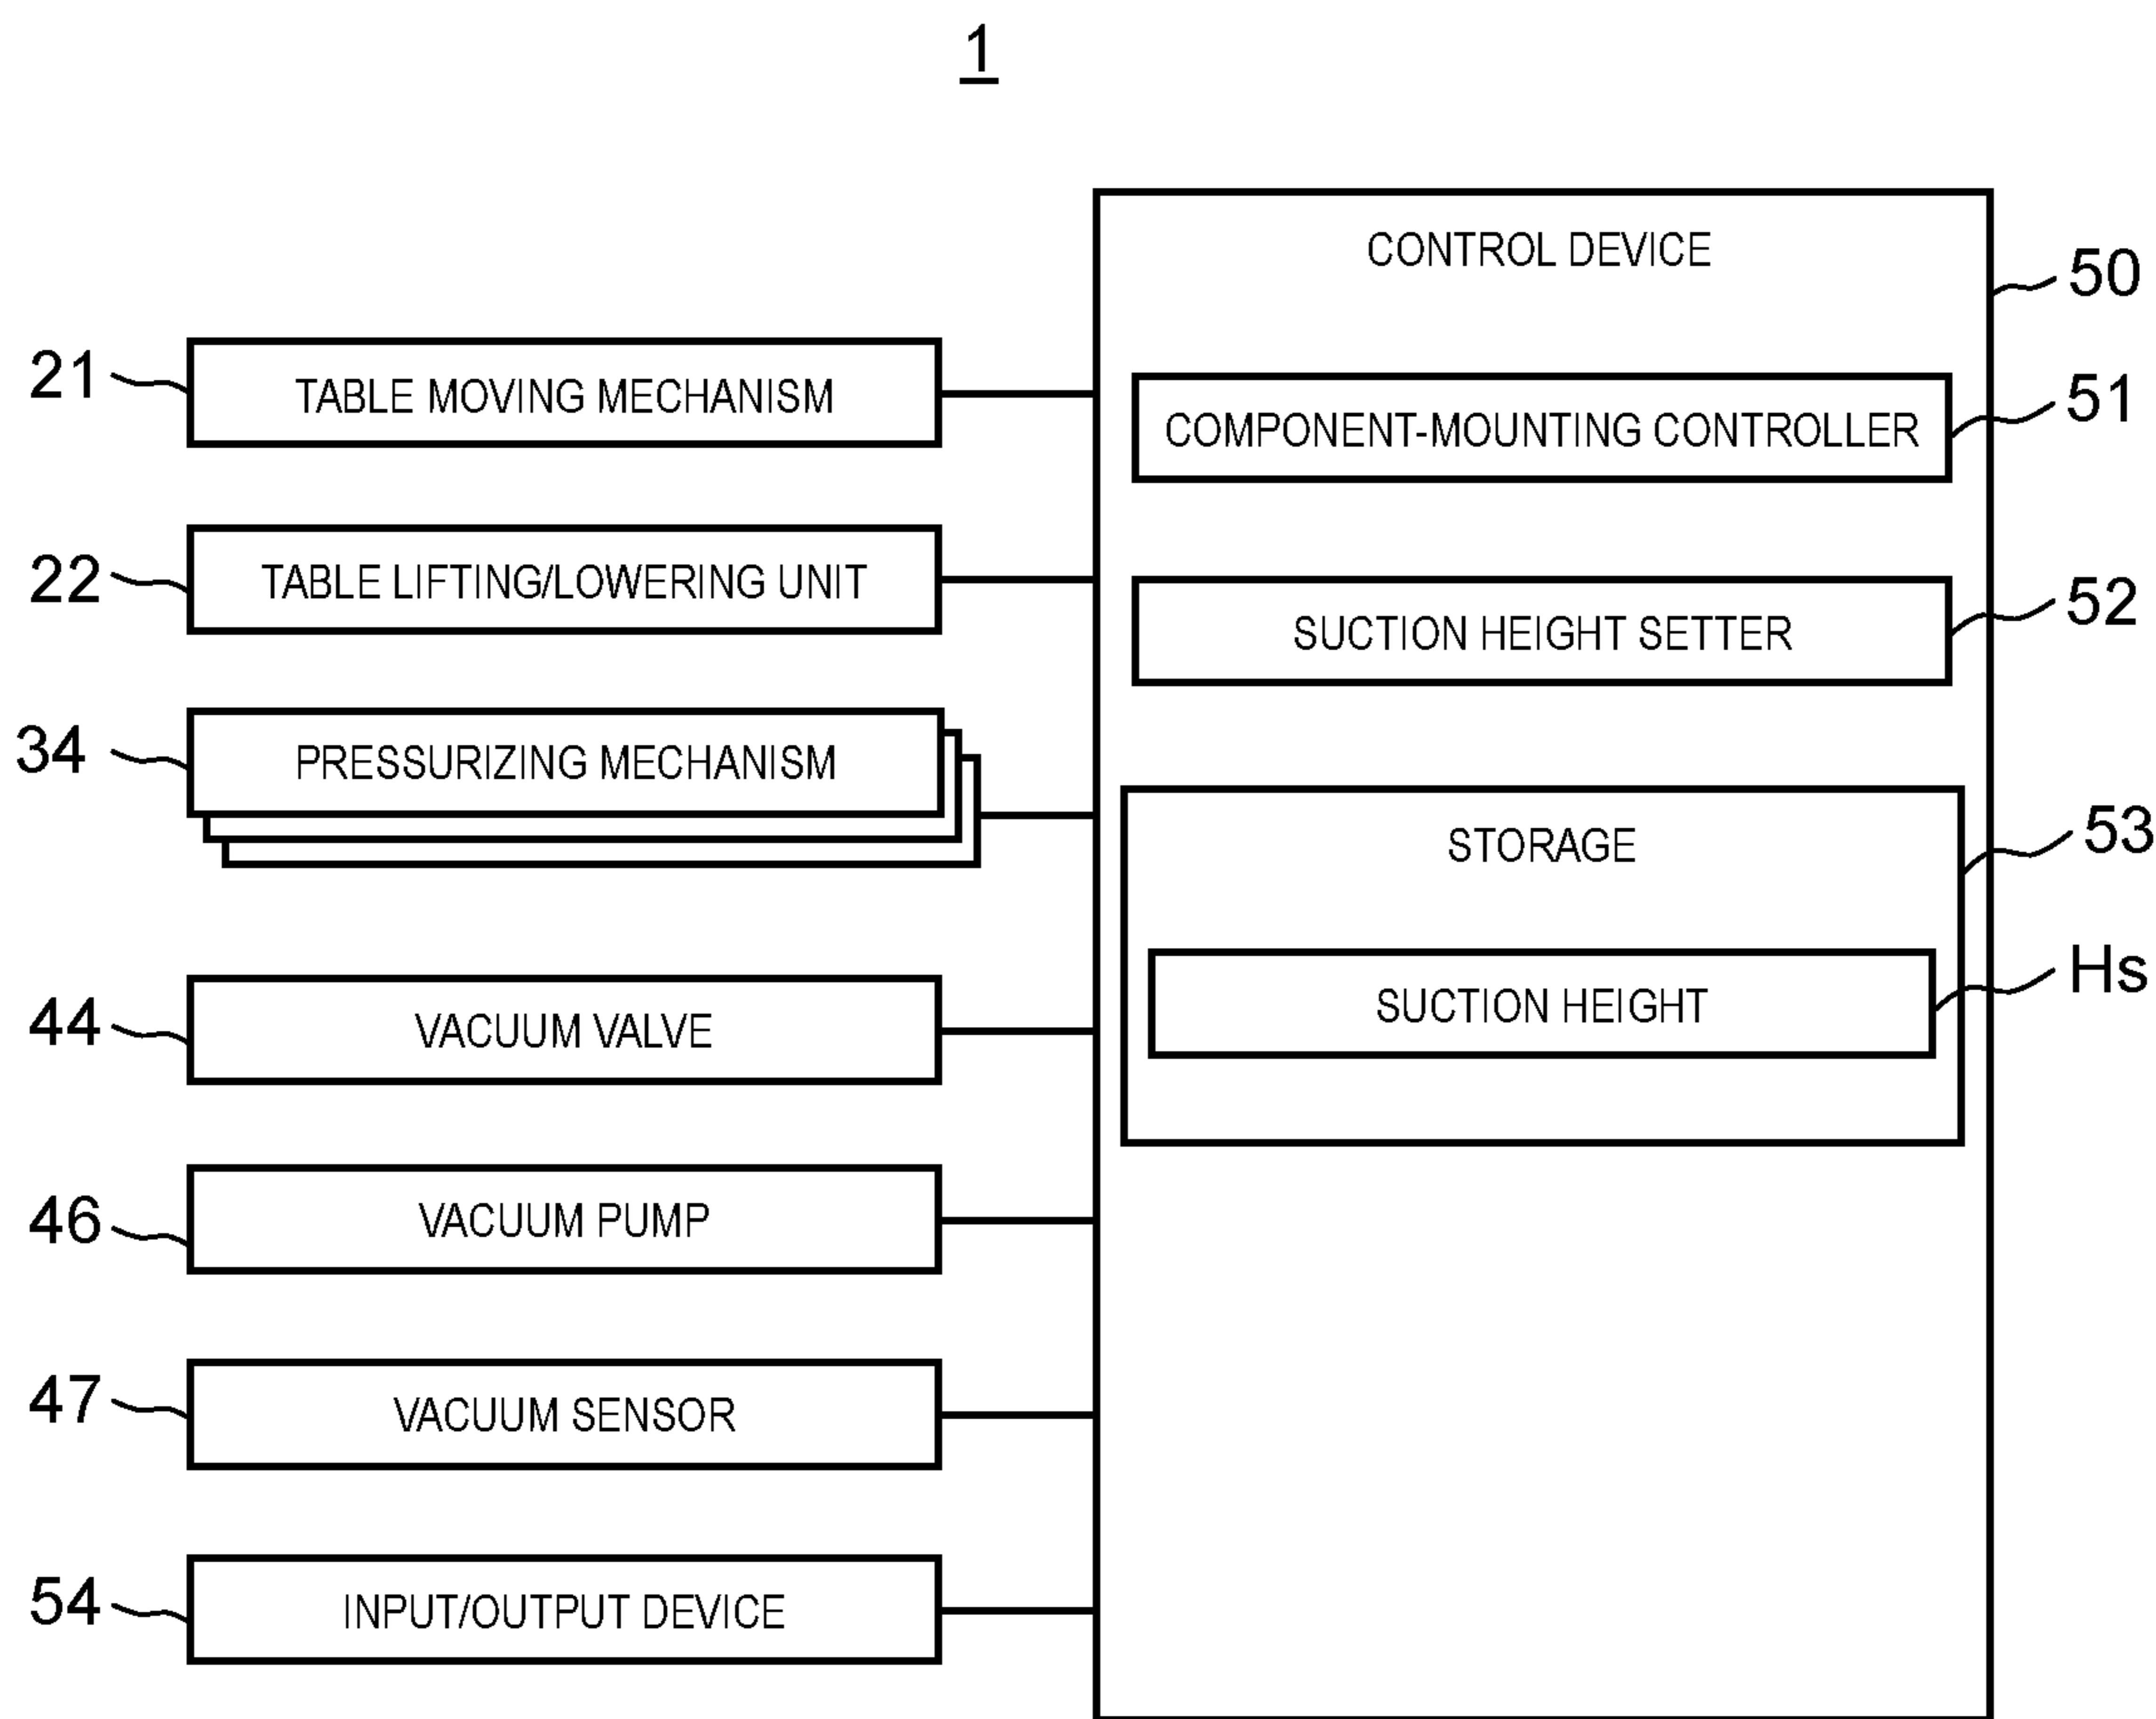 1
CONTROL DEVICE
50
21
TABLE MOVING MECHANISM
COMPONENT-MOUNTING CONTROLLER
51
22
TABLE LIFTING/LOWERING UNIT
SUCTION HEIGHT SETTER
52
34
PRESSURIZING MECHANISM
STORAGE
53
SUCTION HEIGHT
Hs
44
VACUUM VALVE
46
VACUUM PUMP
47
VACUUM SENSOR
54
INPUT/OUTPUT DEVICE